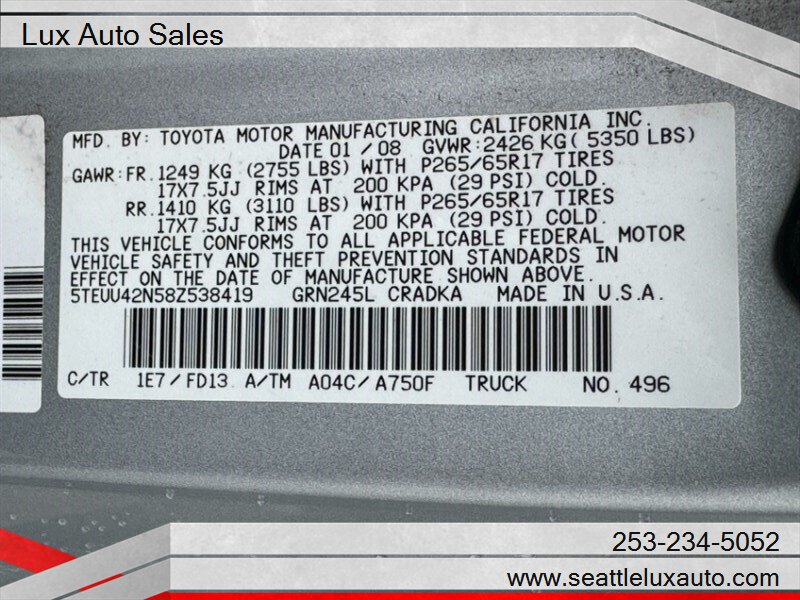 Lux Auto Sales
MFD. BY: TOYOTA MOTOR MANUFACTURING CALIFORNIA INC.
DATE 01 / 08 GVWR: 2426 KG( 5350 LBS)
GAWR: FR. 1249 KG (2755 LBS) WITH P265/65R17 TIRES
17X7.5JJ RIMS AT 200 KPA (29 PSI) COLD.
RR. 1410 KG (3110 LBS) WITH P265/65R17 TIRES
17X7.5JJ RIMS AT 200 KPA (29 PSI) COLD.
THIS VEHICLE CONFORMS TO ALL APPLICABLE FEDERAL MOTOR
VEHICLE SAFETY AND THEFT PREVENTION STANDARDS IN
EFFECT ON THE DATE OF MANUFACTURE SHOWN ABOVE.
5TEUU42N58Z538419 GRN245L CRADKA MADE IN U.S.A.
C/TR 1E7/FD13 A/TM A04C/A750F TRUCK NO. 496
253-234-5052
www.seattleluxauto.com